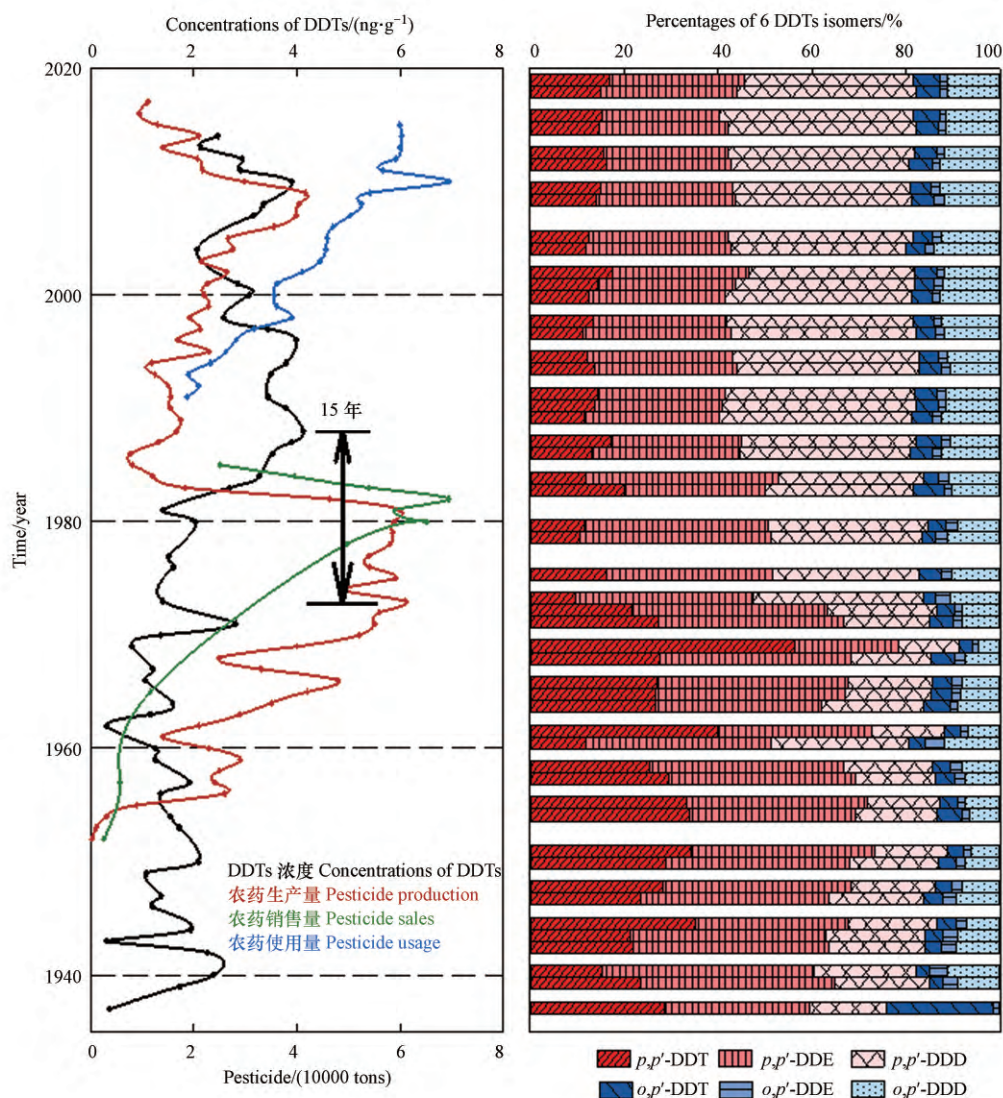 Concentrations of DDTs/(ng·g⁻¹)
0 2 4 6 8
Percentages of 6 DDTs isomers/%
0 20 40 60 80 100
2020
2000
1980
1960
1940
Time/year
15 年
DDTs 浓度 Concentrations of DDTs
农药生产量 Pesticide production
农药销售量 Pesticide sales
农药使用量 Pesticide usage
0 2 4 6 8
Pesticide/(10000 tons)
p,p′-DDT p,p′-DDE p,p′-DDD
o,p′-DDT o,p′-DDE o,p′-DDD